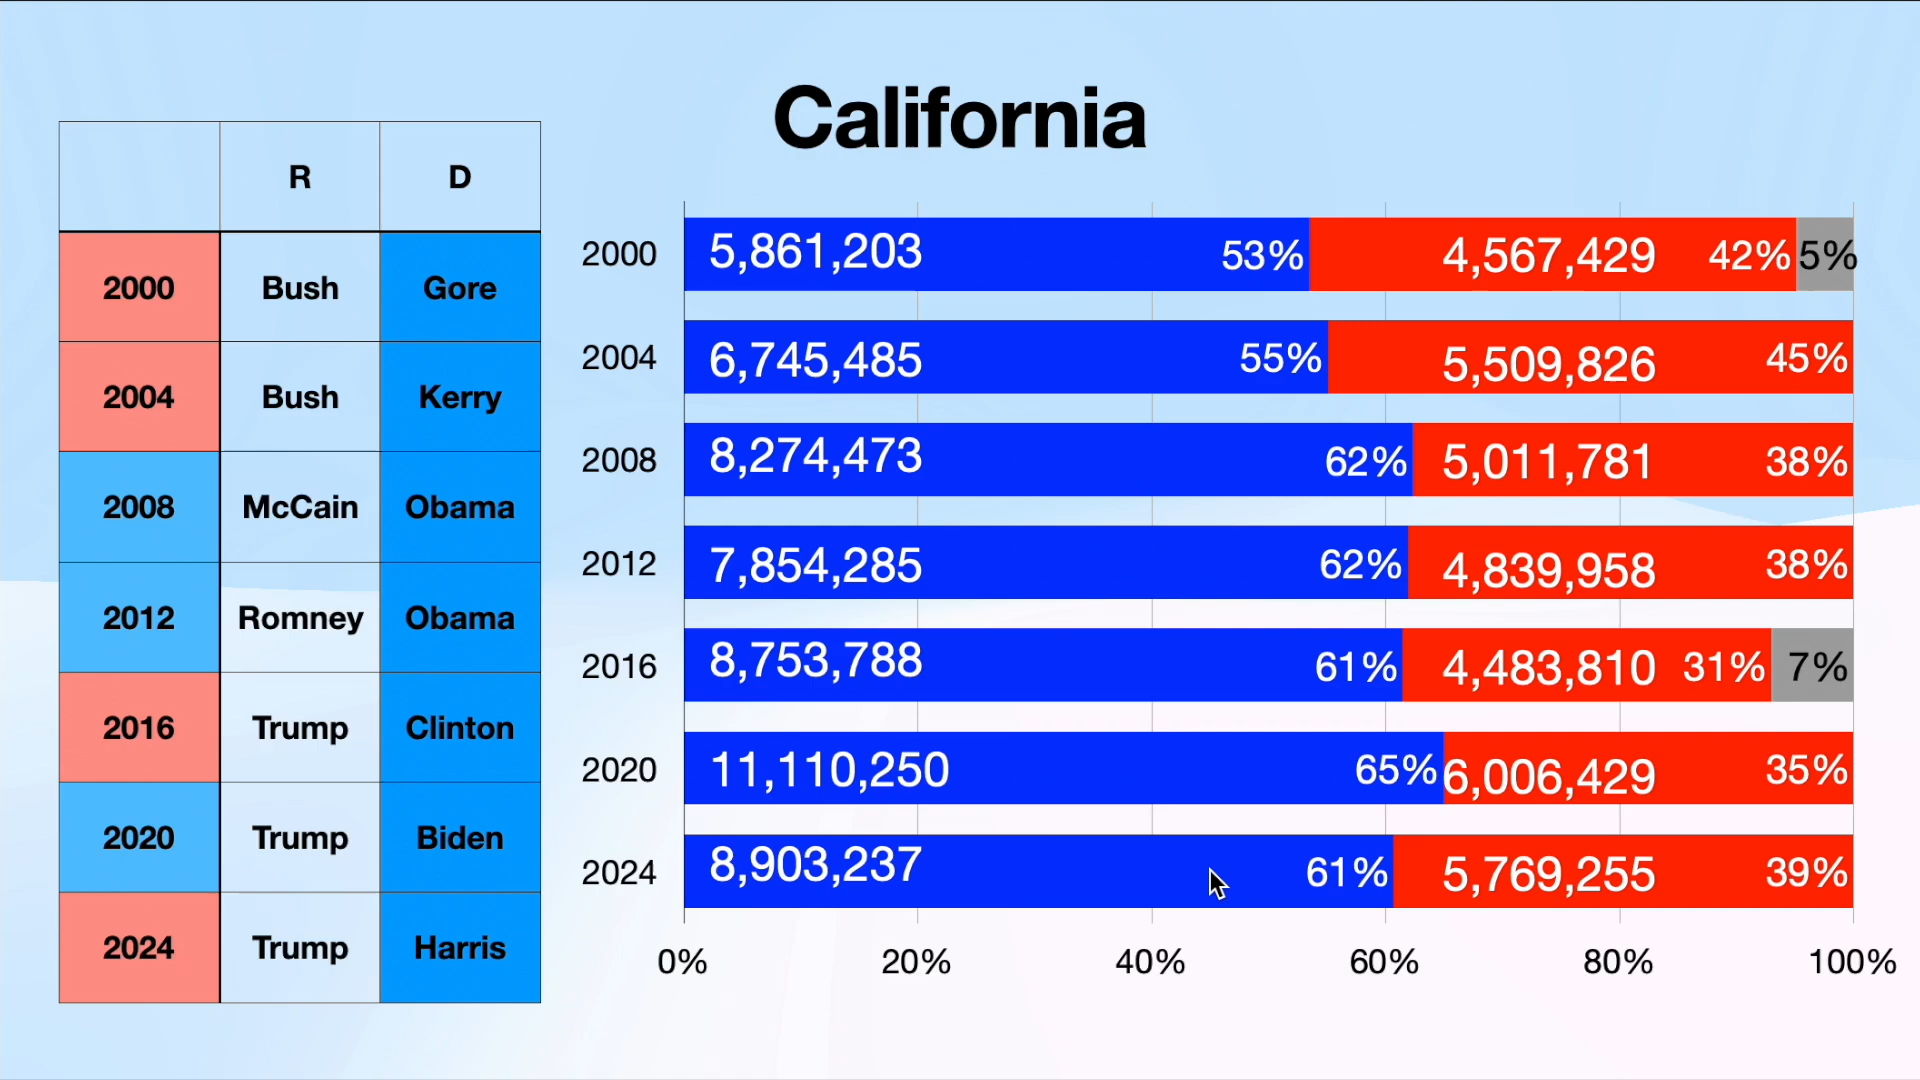 California
R D
2000 Bush Gore
2004 Bush Kerry
2008 McCain Obama
2012 Romney Obama
2016 Trump Clinton
2020 Trump Biden
2024 Trump Harris
2000 5,861,203 53% 4,567,429 42% 5%
2004 6,745,485 55% 5,509,826 45%
2008 8,274,473 62% 5,011,781 38%
2012 7,854,285 62% 4,839,958 38%
2016 8,753,788 61% 4,483,810 31% 7%
2020 11,110,250 65% 6,006,429 35%
2024 8,903,237 61% 5,769,255 39%
0% 20% 40% 60% 80% 100%